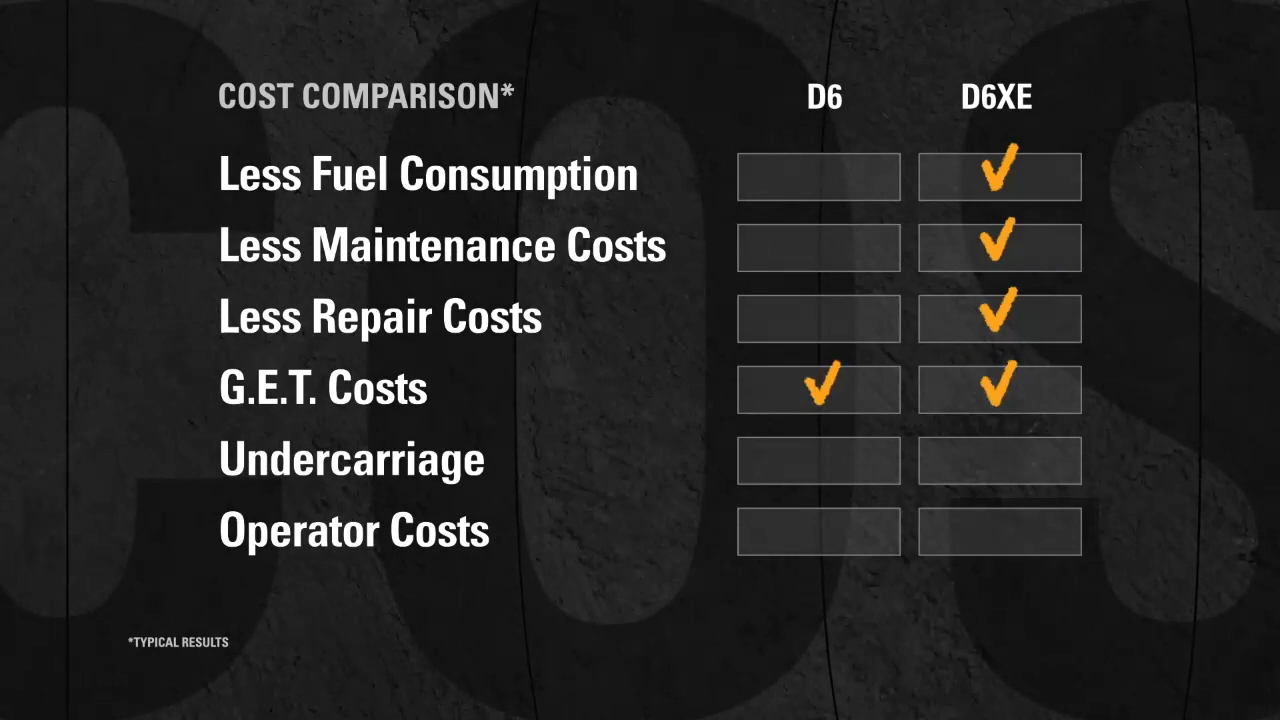 COST COMPARISON* D6 D6XE
Less Fuel Consumption
Less Maintenance Costs
Less Repair Costs
G.E.T. Costs
Undercarriage
Operator Costs
*TYPICAL RESULTS